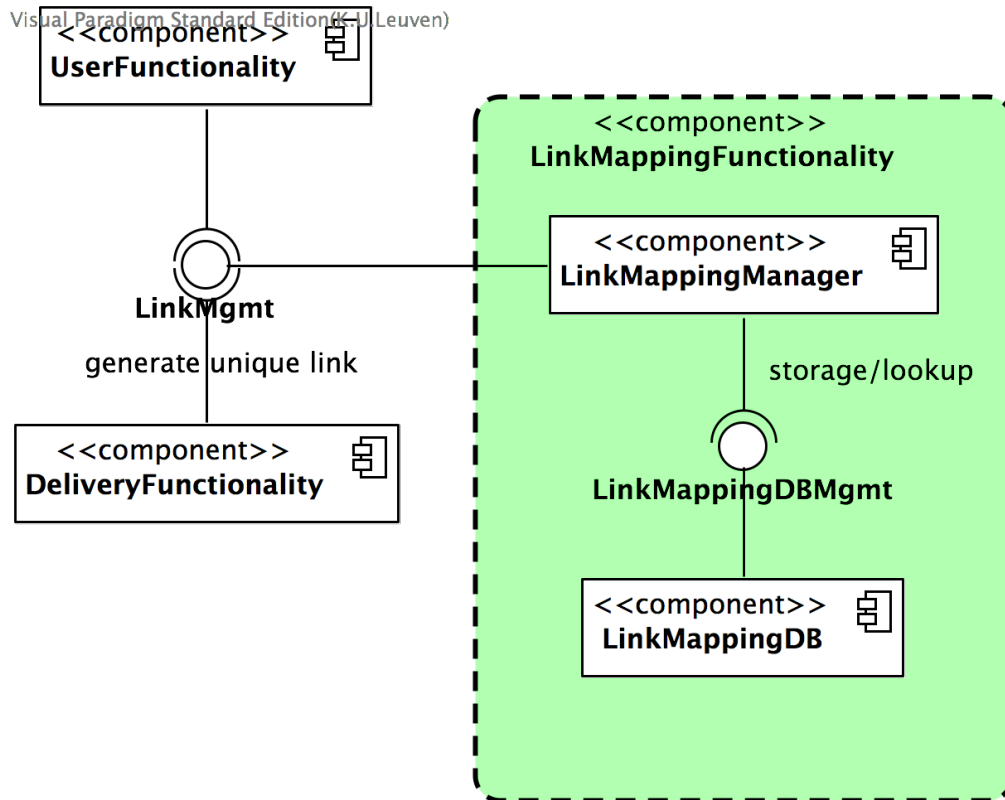 Visual Paradigm Standard Edition(K.U.Leuven)
<<component>>
UserFunctionality
<<component>>
LinkMappingFunctionality
<<component>>
LinkMappingManager
LinkMgmt
generate unique link
storage/lookup
<<component>>
DeliveryFunctionality
LinkMappingDBMgmt
<<component>>
LinkMappingDB